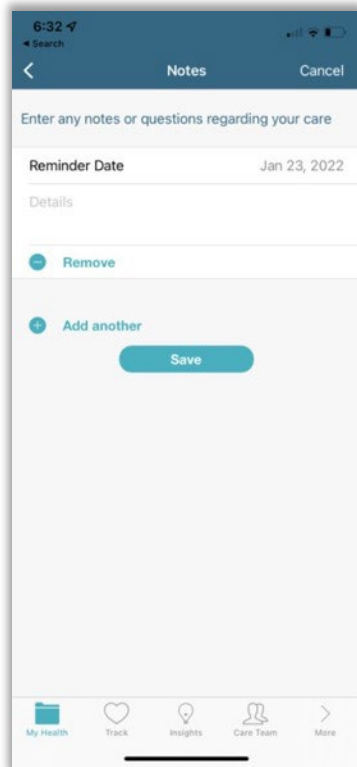 6:32
Search
Notes
Cancel
Enter any notes or questions regarding your care
Reminder Date
Jan 23, 2022
Details
Remove
Add another
Save
My Health
Track
Insights
Care Team
More